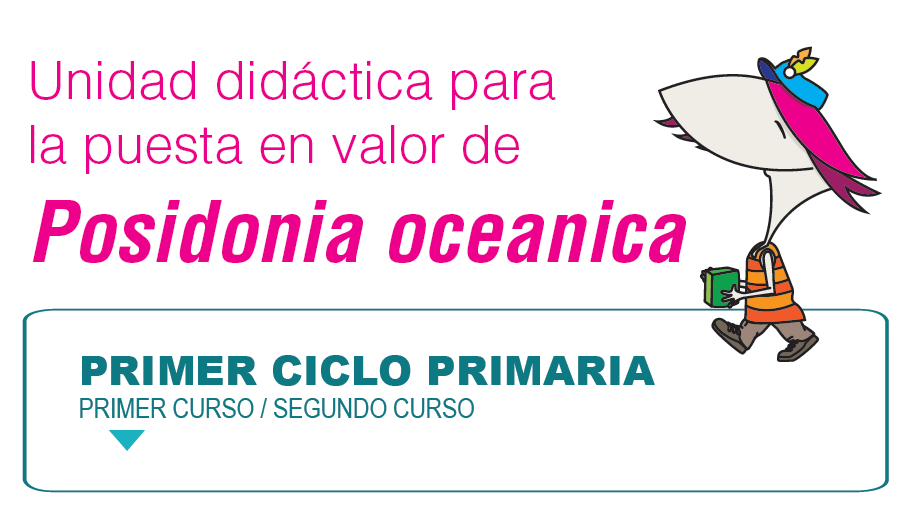 Unidad didáctica para
la puesta en valor de
Posidonia oceanica
PRIMER CICLO PRIMARIA
PRIMER CURSO / SEGUNDO CURSO